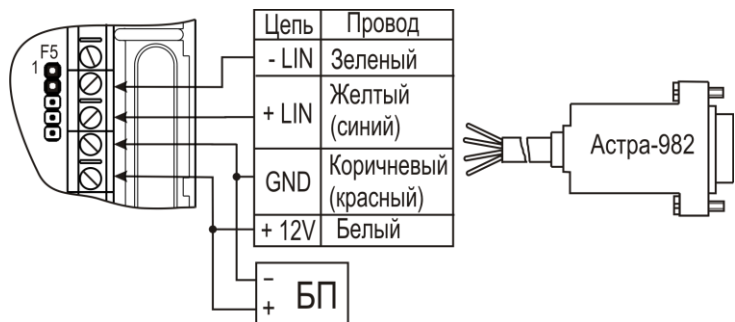 F5
1
Цепь Провод
- LIN Зеленый
+ LIN Желтый
(синий)
GND Коричневый
(красный)
+ 12V Белый
Астра-982
− БП
+